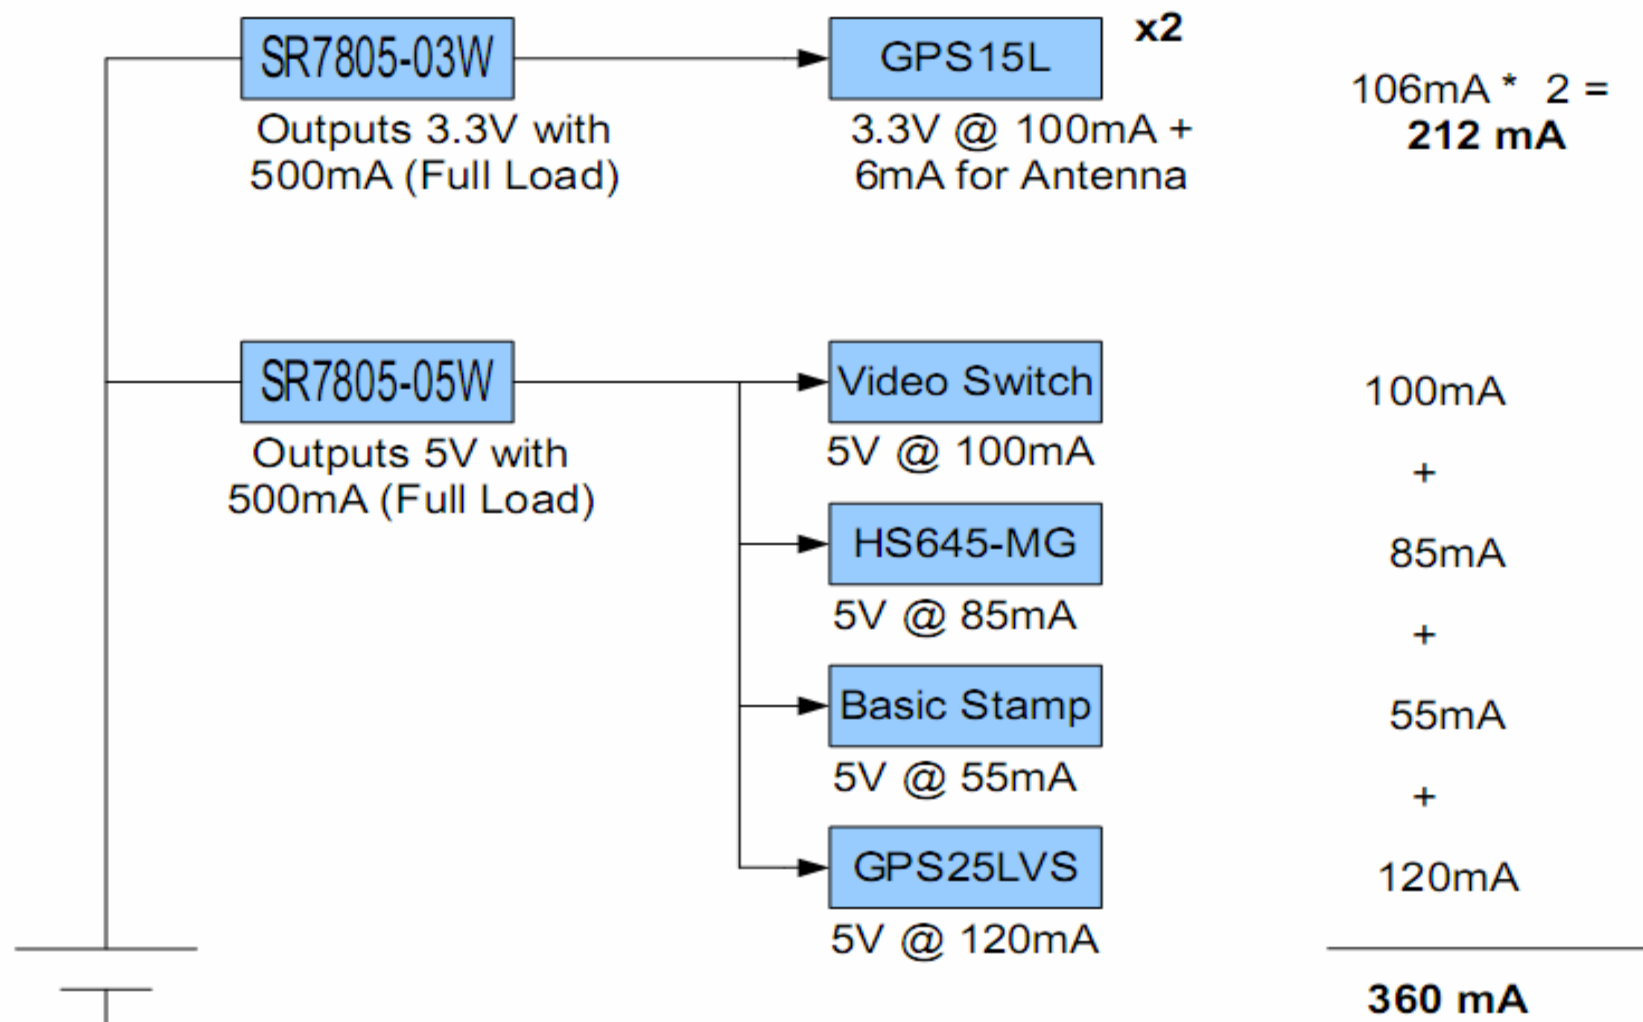 SR7805-03W
Outputs 3.3V with
500mA (Full Load)
GPS15L
x2
3.3V @ 100mA +
6mA for Antenna
106mA * 2 =
212 mA
SR7805-05W
Outputs 5V with
500mA (Full Load)
Video Switch
5V @ 100mA
100mA
+
HS645-MG
5V @ 85mA
85mA
+
Basic Stamp
5V @ 55mA
55mA
+
GPS25LVS
5V @ 120mA
120mA
360 mA